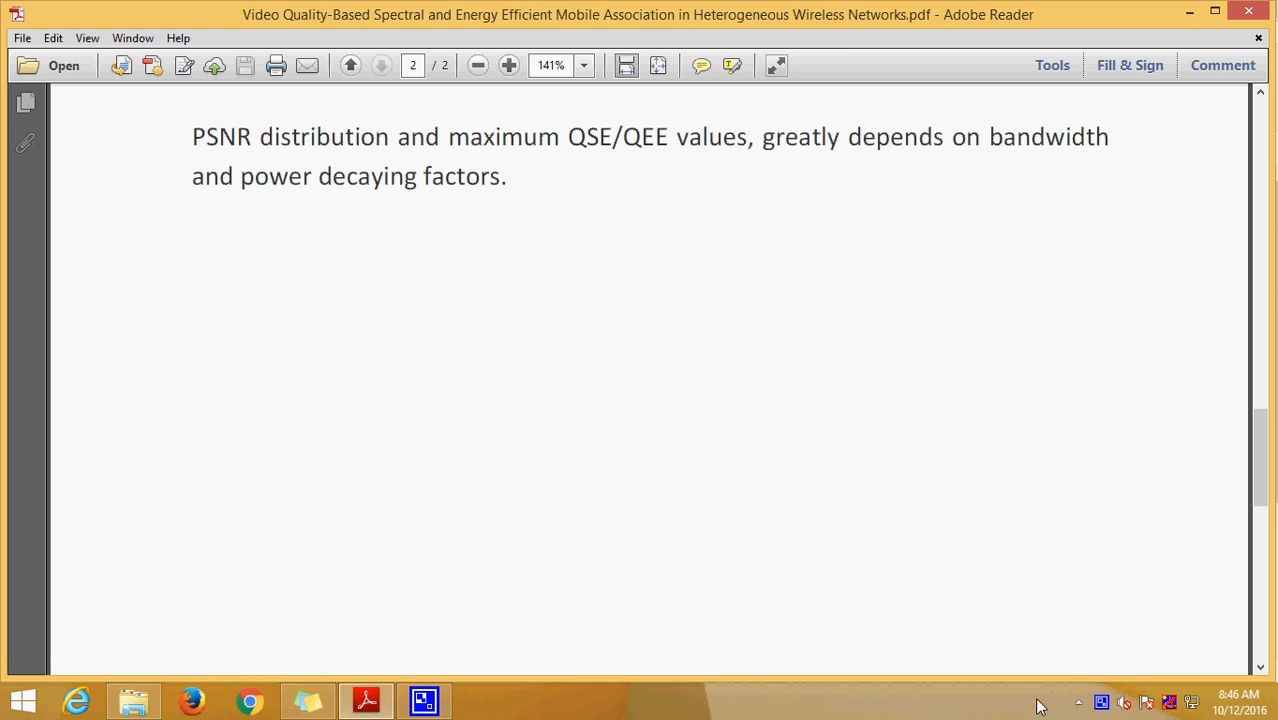 Video Quality-Based Spectral and Energy Efficient Mobile Association in Heterogeneous Wireless Networks.pdf - Adobe Reader
File Edit View Window Help
Open 2 / 2 141% Tools Fill & Sign Comment
PSNR distribution and maximum QSE/QEE values, greatly depends on bandwidth
and power decaying factors.
8:46 AM
10/12/2016